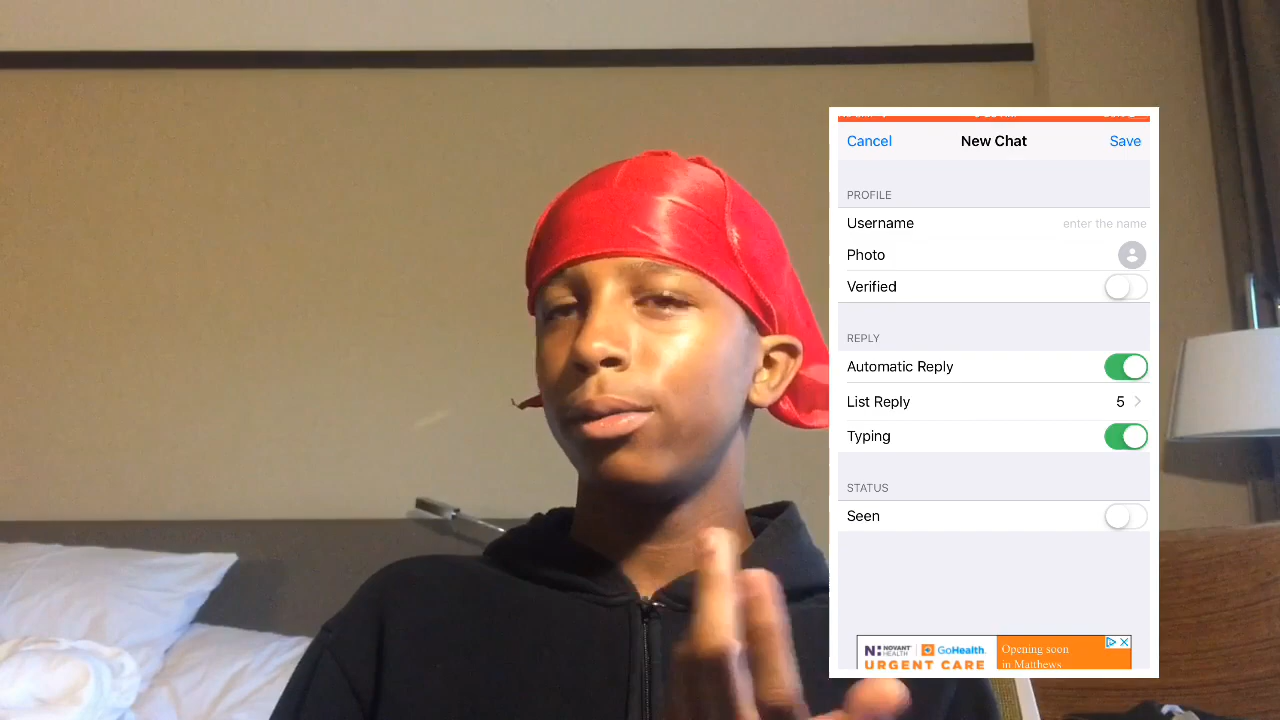 Cancel New Chat Save
PROFILE
Username enter the name
Photo
Verified
REPLY
Automatic Reply
List Reply 5
Typing
STATUS
Seen
N: NOVANT HEALTH GoHealth
URGENT CARE
Opening soon
in Matthews